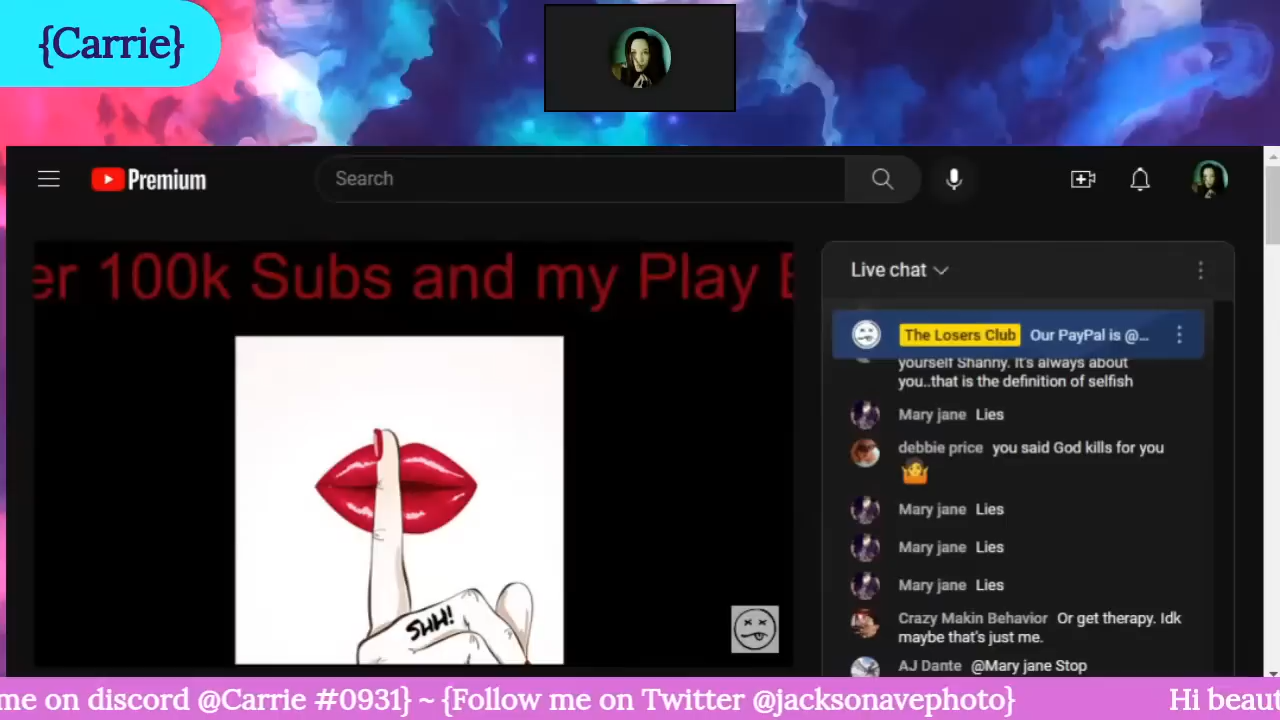 {Carrie}
Premium
Search
er 100k Subs and my Play
SHH!
Live chat
The Losers Club Our PayPal is @...
yourself Shanny. It's always about
you..that is the definition of selfish
Mary jane Lies
debbie price you said God kills for you
🤷
Mary jane Lies
Mary jane Lies
Mary jane Lies
Crazy Makin Behavior Or get therapy. Idk
maybe that's just me.
AJ Dante @Mary jane Stop
me on discord @Carrie #0931} ~ {Follow me on Twitter @jacksonavephoto} Hi beaut